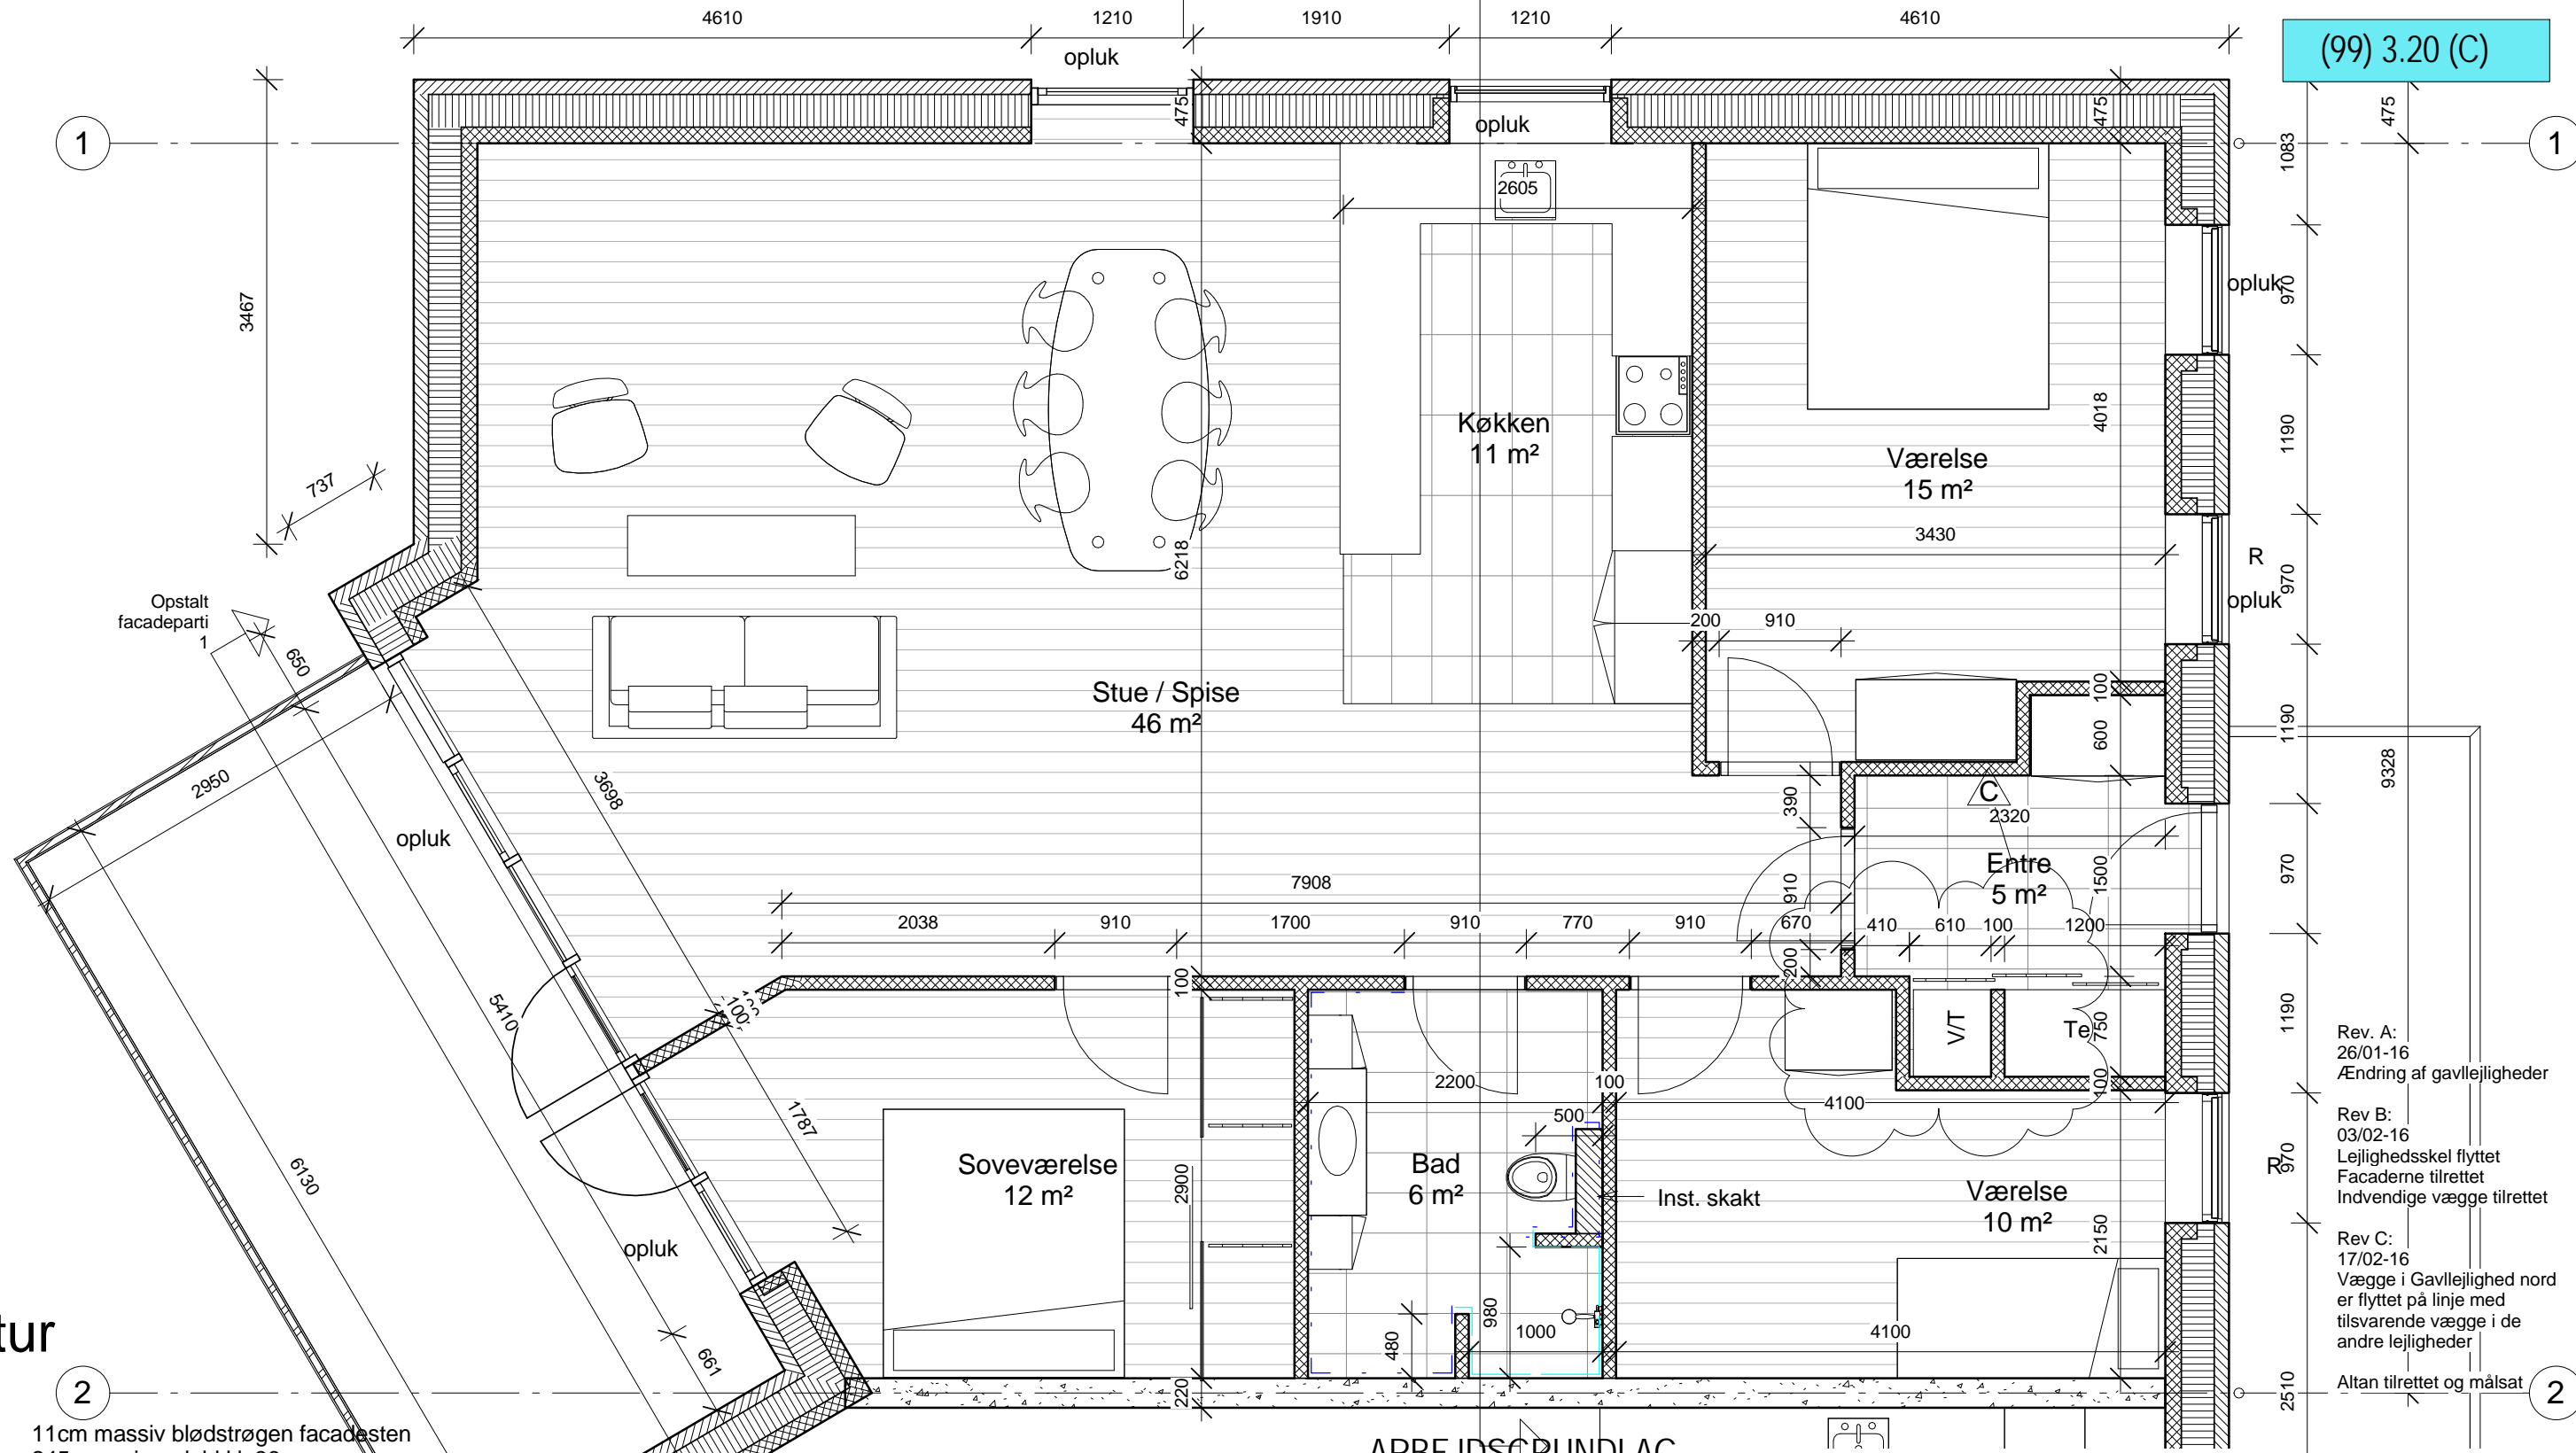 4610
1210
1910
1210
4610
(99) 3.20 (C)
opluk
opluk
475
475
475
1
1
1083
2605
3467
970
opluk
737
4018
1190
Køkken
11 m²
Værelse
15 m²
3430
R
970
opluk
6218
Opstalt
facadeparti
1
650
200
910
Stue / Spise
46 m²
100
600
1190
9328
2950
3698
390
C
2320
opluk
Entre
5 m²
1500
970
7908
910
2038
910
1700
910
770
910
670
410
610
100
1200
200
100
100
5410
V/T
Te
750
1190
2200
100
100
4100
500
1787
6130
Soveværelse
12 m²
2900
Bad
6 m²
Inst. skakt
Værelse
10 m²
2150
R
970
opluk
980
480
1000
4100
661
220
2510
tur
2
2
Rev. A:
26/01-16
Ændring af gavllejligheder
Rev B:
03/02-16
Lejlighedsskel flyttet
Facaderne tilrettet
Indvendige vægge tilrettet
Rev C:
17/02-16
Vægge i Gavllejlighed nord
er flyttet på linje med
tilsvarende vægge i de
andre lejligheder
Altan tilrettet og målsat
11cm massiv blødstrøgen facadesten
ARBEJDSGRUNDLAG